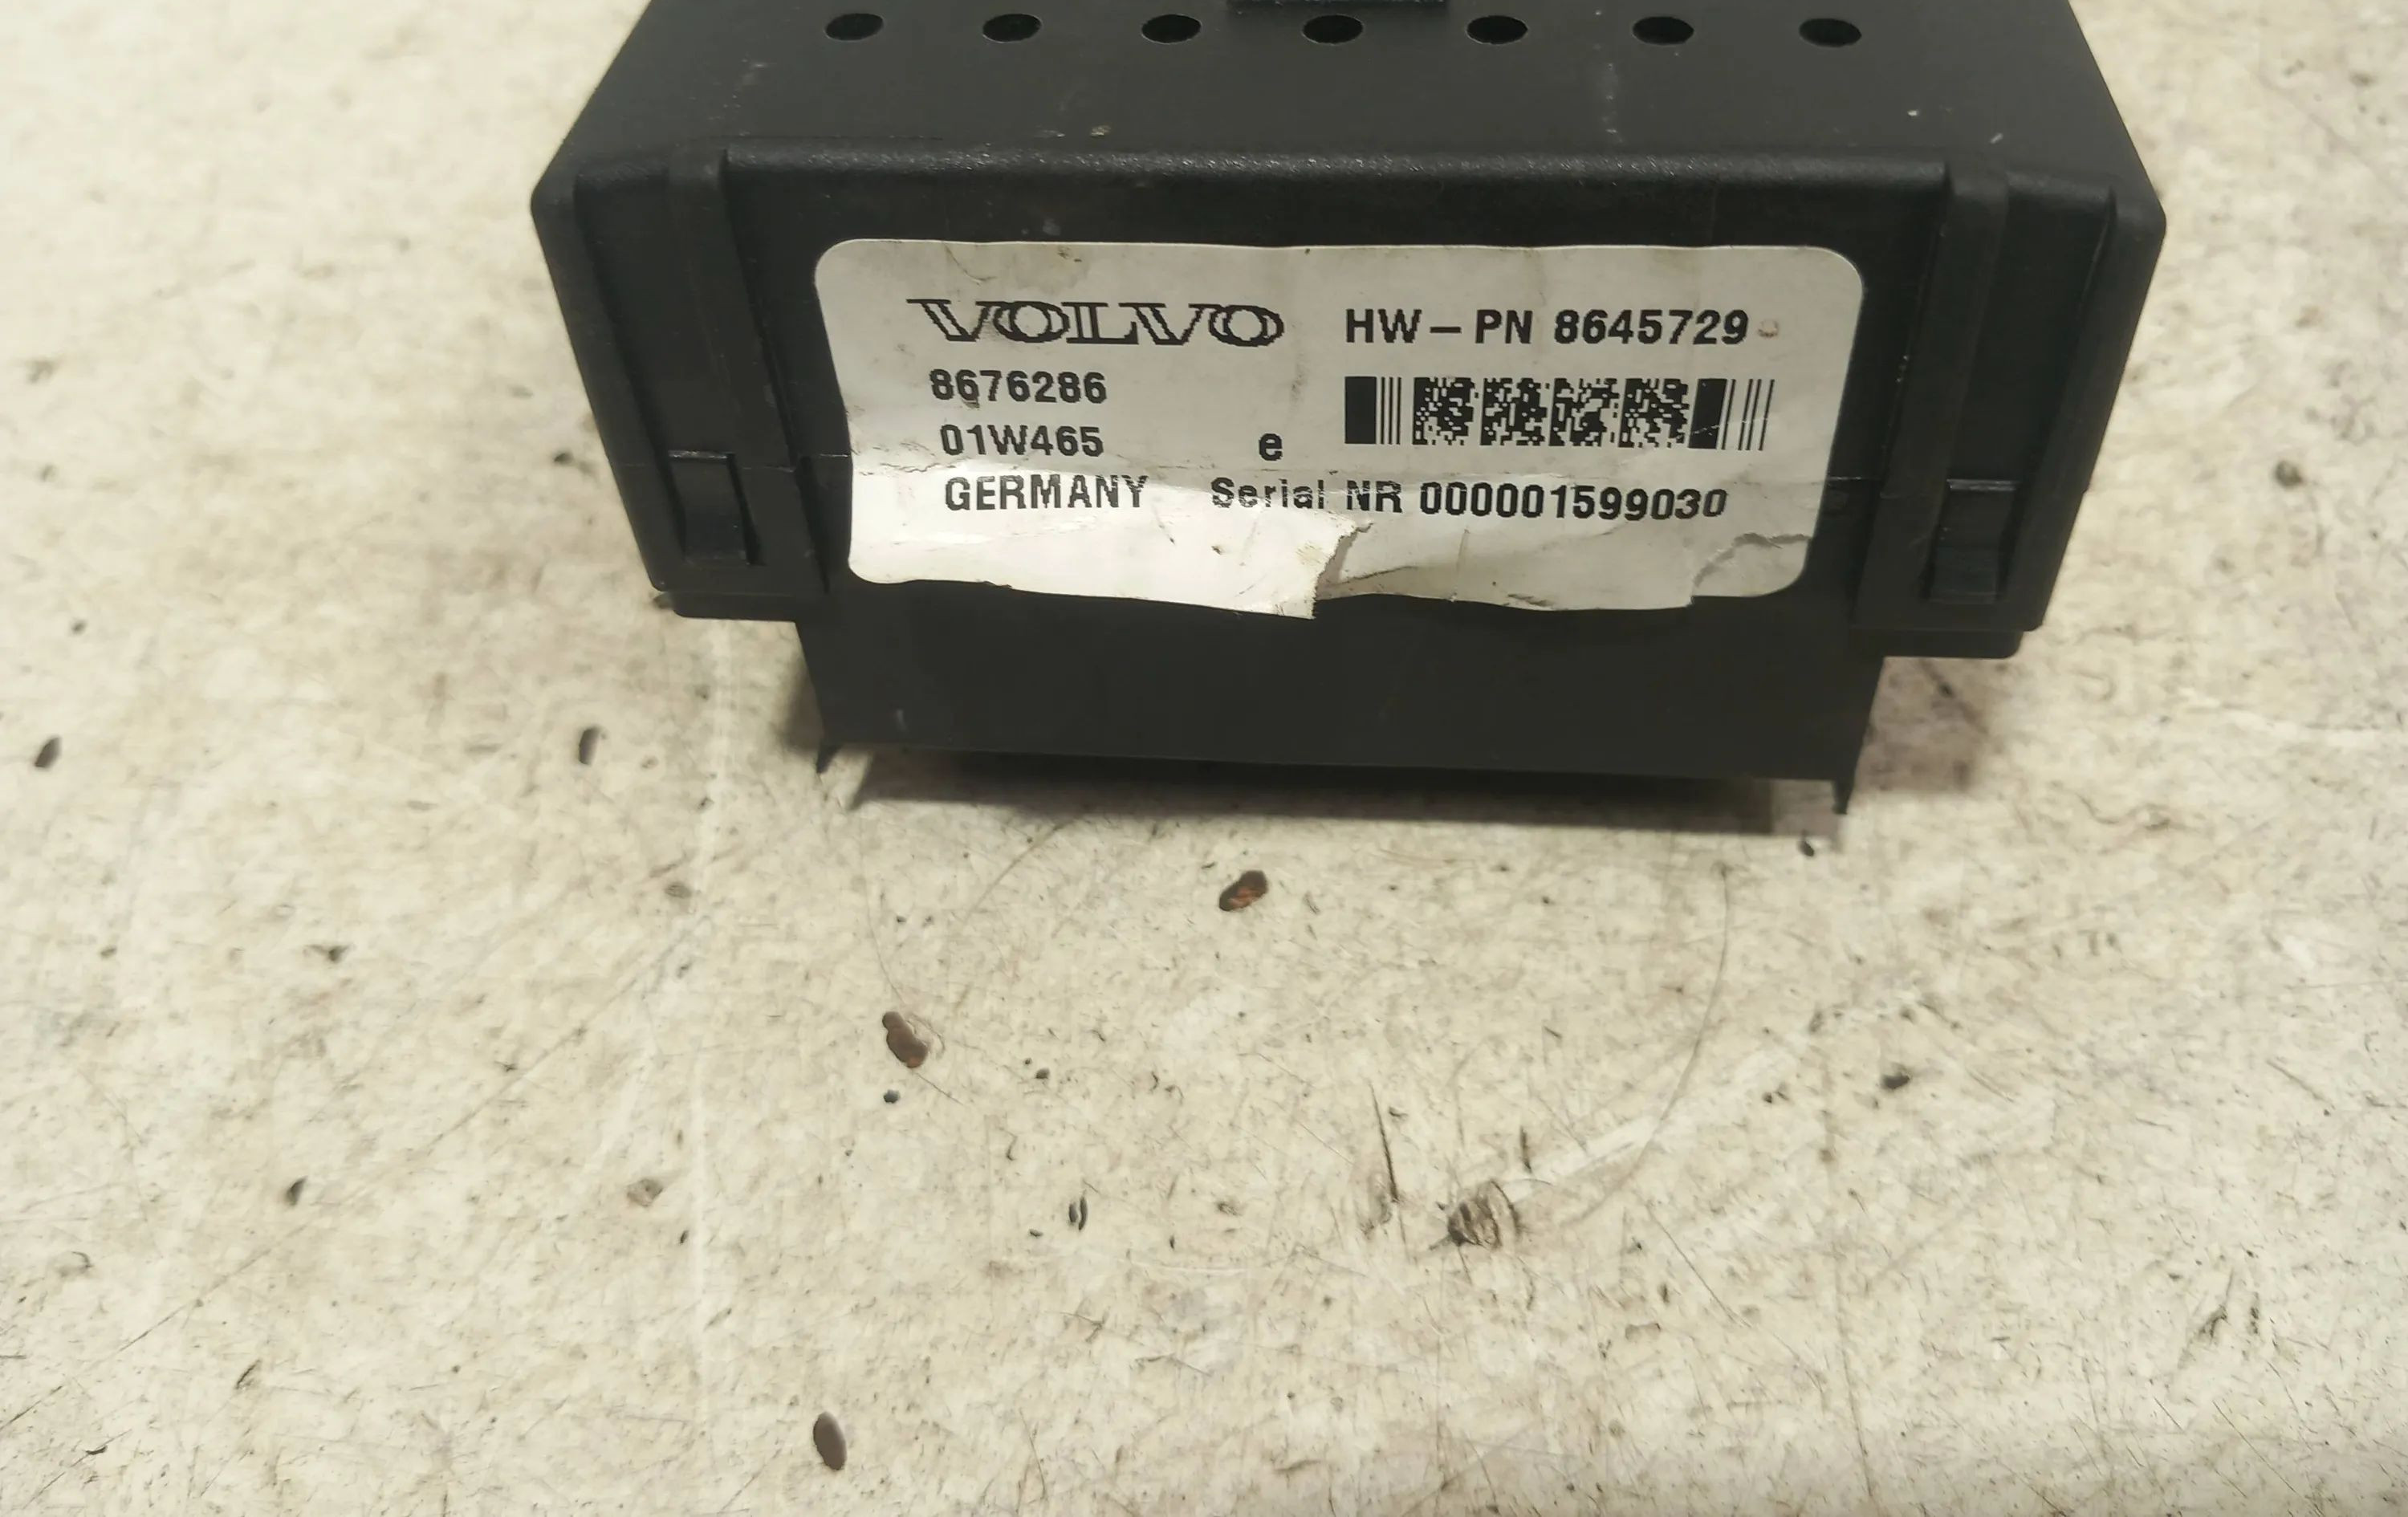 VOLVO HW-PN 8645729
8676286
01W465 e
GERMANY Serial NR 000001599030